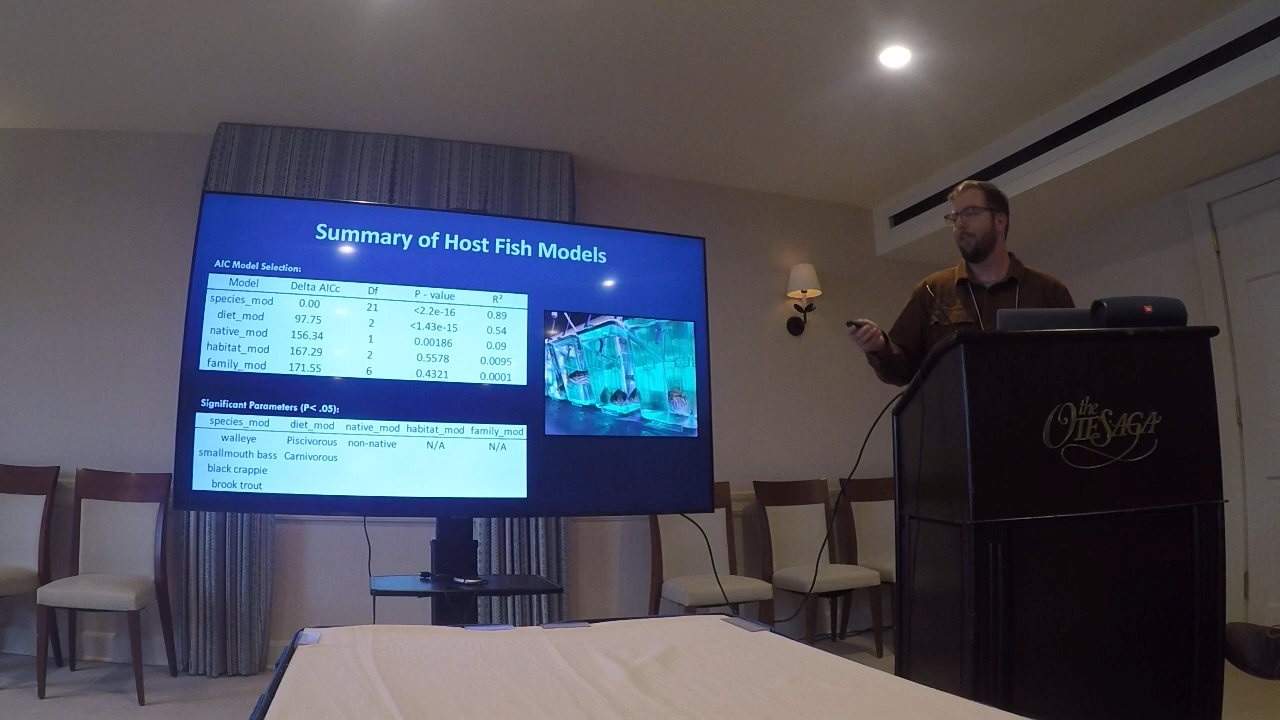 Summary of Host Fish Models
AIC Model Selection:
Model Delta AICc Df P - value R²
species_mod 0.00 21 <2.2e-16 0.89
diet_mod 97.75 2 <1.43e-15 0.54
native_mod 156.34 1 0.00186 0.09
habitat_mod 167.29 2 0.5578 0.0095
family_mod 171.55 6 0.4321 0.0001
Significant Parameters (P< .05):
species_mod diet_mod native_mod habitat_mod family_mod
walleye Piscivorous non-native N/A N/A
smallmouth bass Carnivorous
black crappie
brook trout
JBL
the
OTESAGA